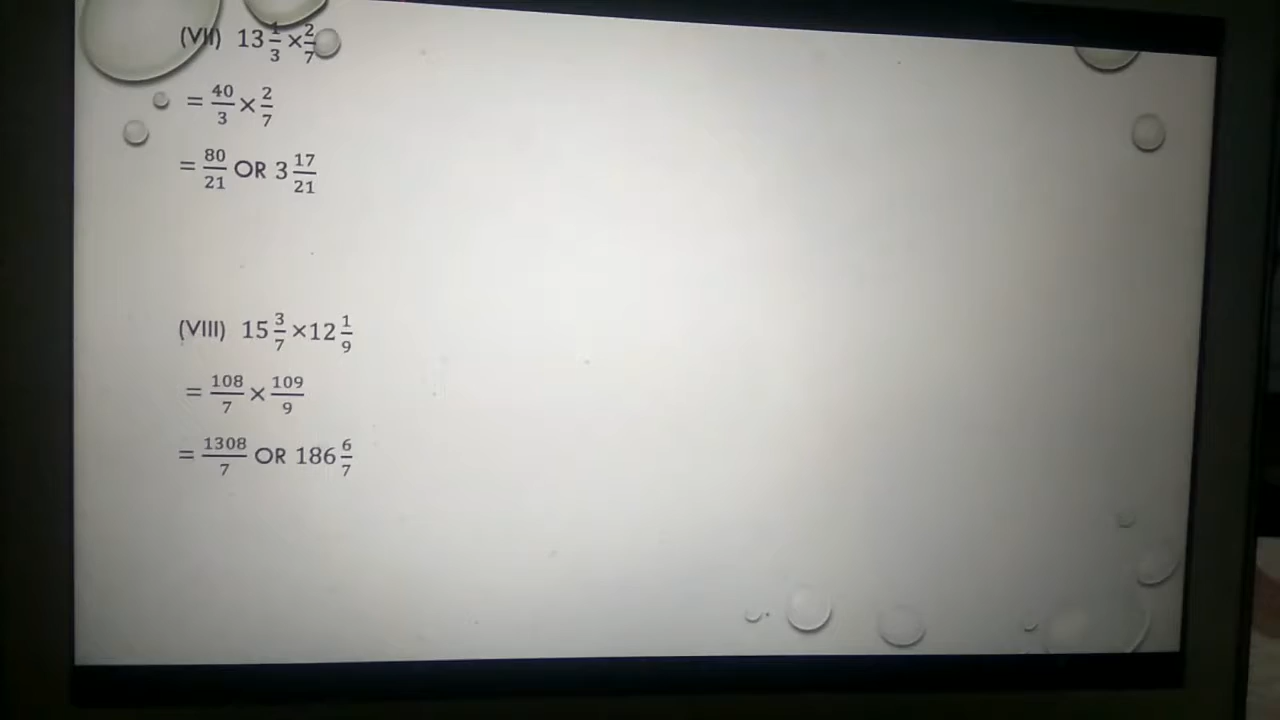 (VII) 13 1/3 × 2/7
= 40/3 × 2/7
= 80/21 OR 3 17/21
(VIII) 15 3/7 × 12 1/9
= 108/7 × 109/9
= 1308/7 OR 186 6/7